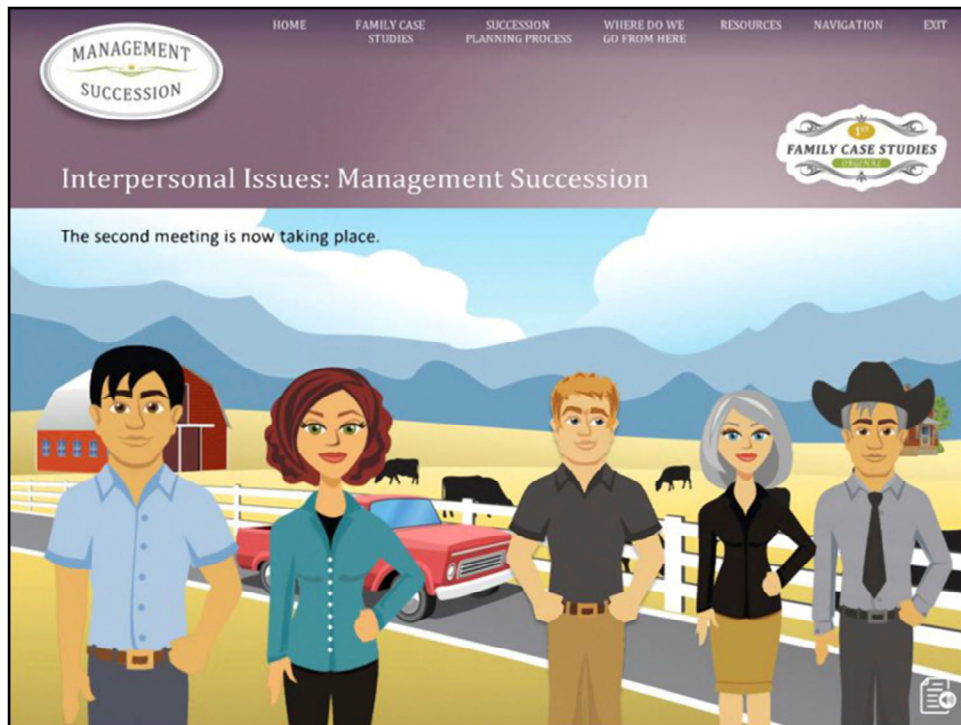 HOME
FAMILY CASE
STUDIES
SUCCESSION
PLANNING PROCESS
WHERE DO WE
GO FROM HERE
RESOURCES
NAVIGATION
EXIT
MANAGEMENT
SUCCESSION
1ST
FAMILY CASE STUDIES
ORIGINAL
Interpersonal Issues: Management Succession
The second meeting is now taking place.